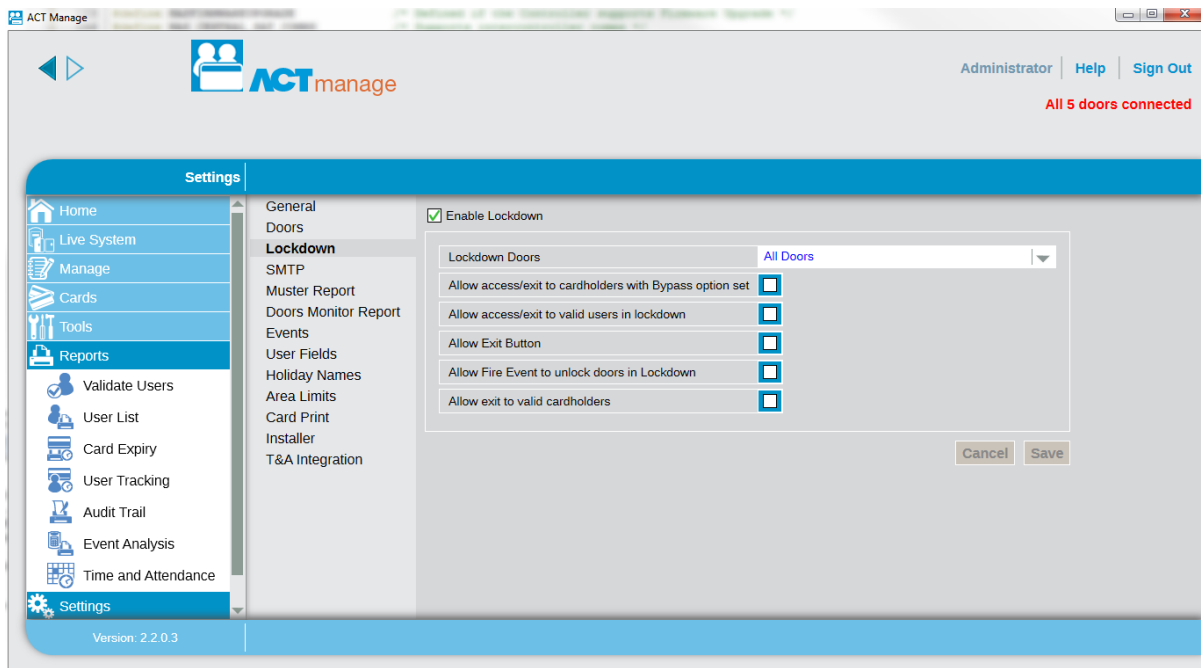 ACT Manage
ACTmanage
Administrator
Help
Sign Out
All 5 doors connected
Settings
Home
Live System
Manage
Cards
Tools
Reports
Validate Users
User List
Card Expiry
User Tracking
Audit Trail
Event Analysis
Time and Attendance
Settings
Version: 2.2.0.3
General
Doors
Lockdown
SMTP
Muster Report
Doors Monitor Report
Events
User Fields
Holiday Names
Area Limits
Card Print
Installer
T&A Integration
Enable Lockdown
Lockdown Doors All Doors
Allow access/exit to cardholders with Bypass option set
Allow access/exit to valid users in lockdown
Allow Exit Button
Allow Fire Event to unlock doors in Lockdown
Allow exit to valid cardholders
Cancel Save